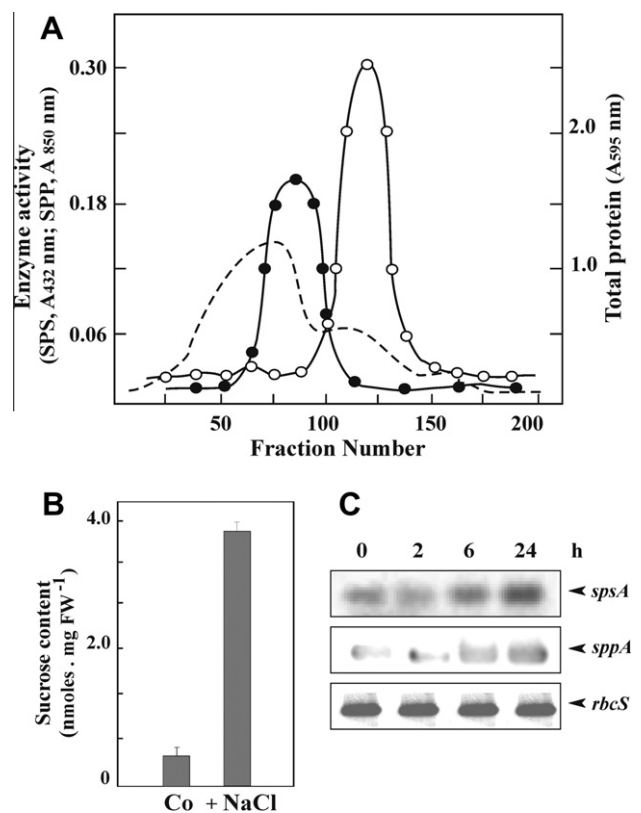 A
Enzyme activity
(SPS, A432 nm; SPP, A 850 nm)
0.30
0.18
0.06
Total protein (A595 nm)
2.0
1.0
50
100
150
200
Fraction Number
B
Sucrose content
(nmoles . mg FW -1)
4.0
2.0
0
Co + NaCl
C
0 2 6 24 h
spsA
sppA
rbcS